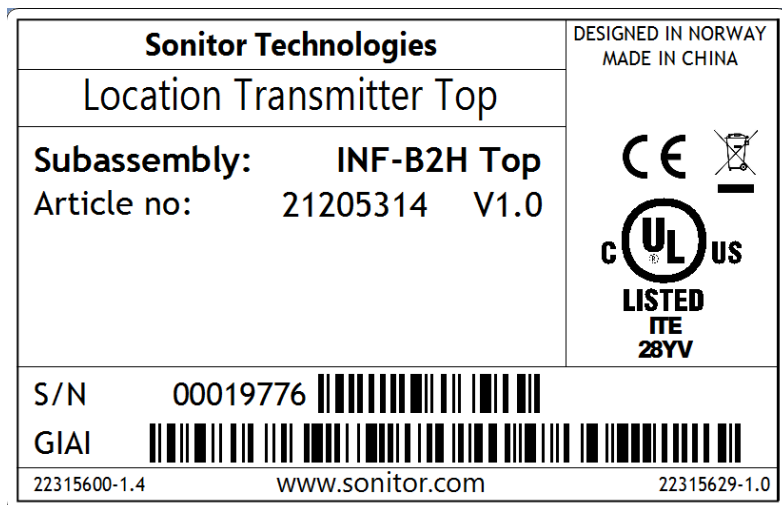 Sonitor Technologies
Location Transmitter Top
Subassembly: INF-B2H Top
Article no: 21205314 V1.0
DESIGNED IN NORWAY
MADE IN CHINA
CE
C UL US
®
LISTED
ITE
28YV
S/N 00019776
GIAI
22315600-1.4 www.sonitor.com 22315629-1.0